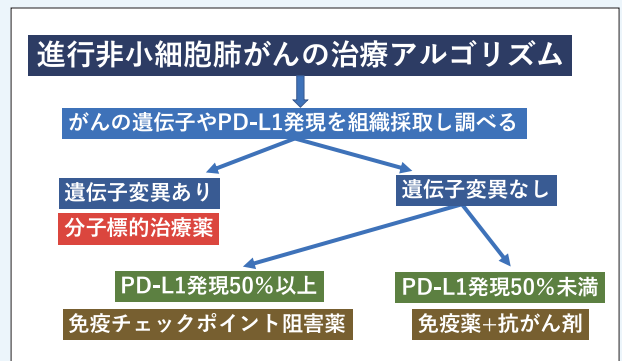 進行非小細胞肺がんの治療アルゴリズム
がんの遺伝子やPD-L1発現を組織採取し調べる
遺伝子変異あり
分子標的治療薬
遺伝子変異なし
PD-L1発現50%以上
免疫チェックポイント阻害薬
PD-L1発現50%未満
免疫薬+抗がん剤